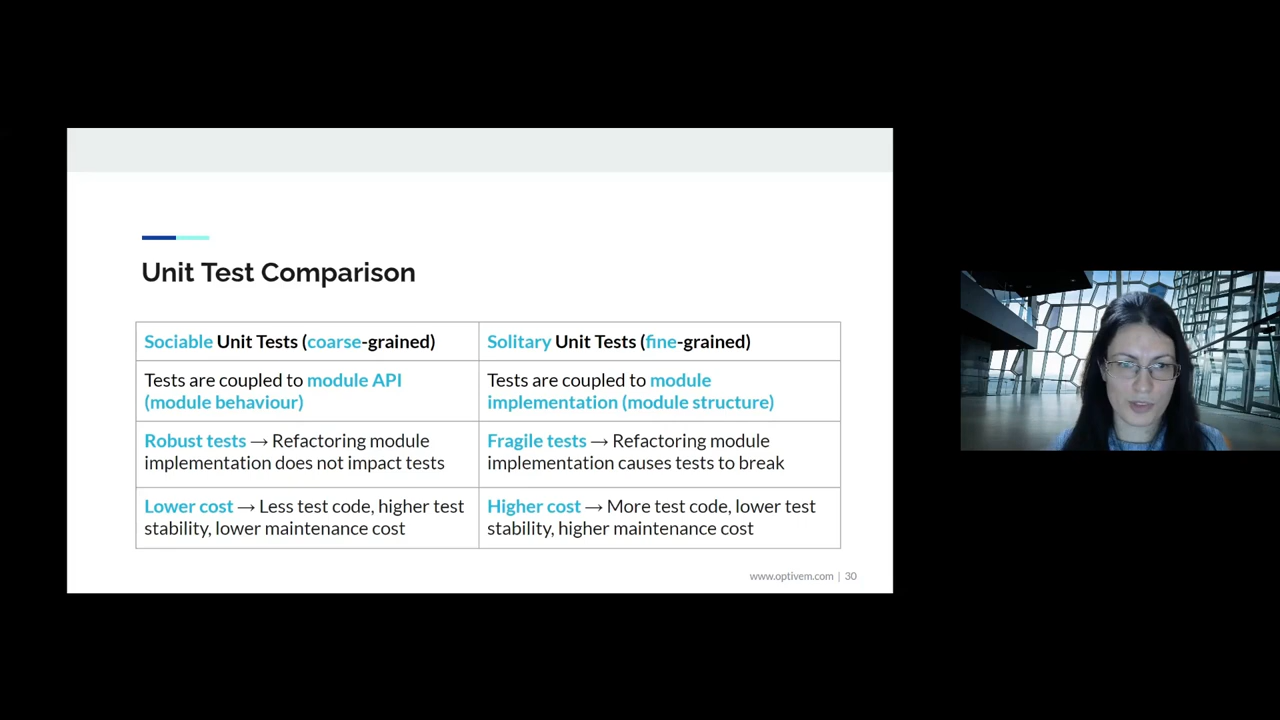 Unit Test Comparison
Sociable Unit Tests (coarse-grained)
Solitary Unit Tests (fine-grained)
Tests are coupled to module API
(module behaviour)
Tests are coupled to module
implementation (module structure)
Robust tests → Refactoring module
implementation does not impact tests
Fragile tests → Refactoring module
implementation causes tests to break
Lower cost → Less test code, higher test
stability, lower maintenance cost
Higher cost → More test code, lower test
stability, higher maintenance cost
www.optivem.com | 30